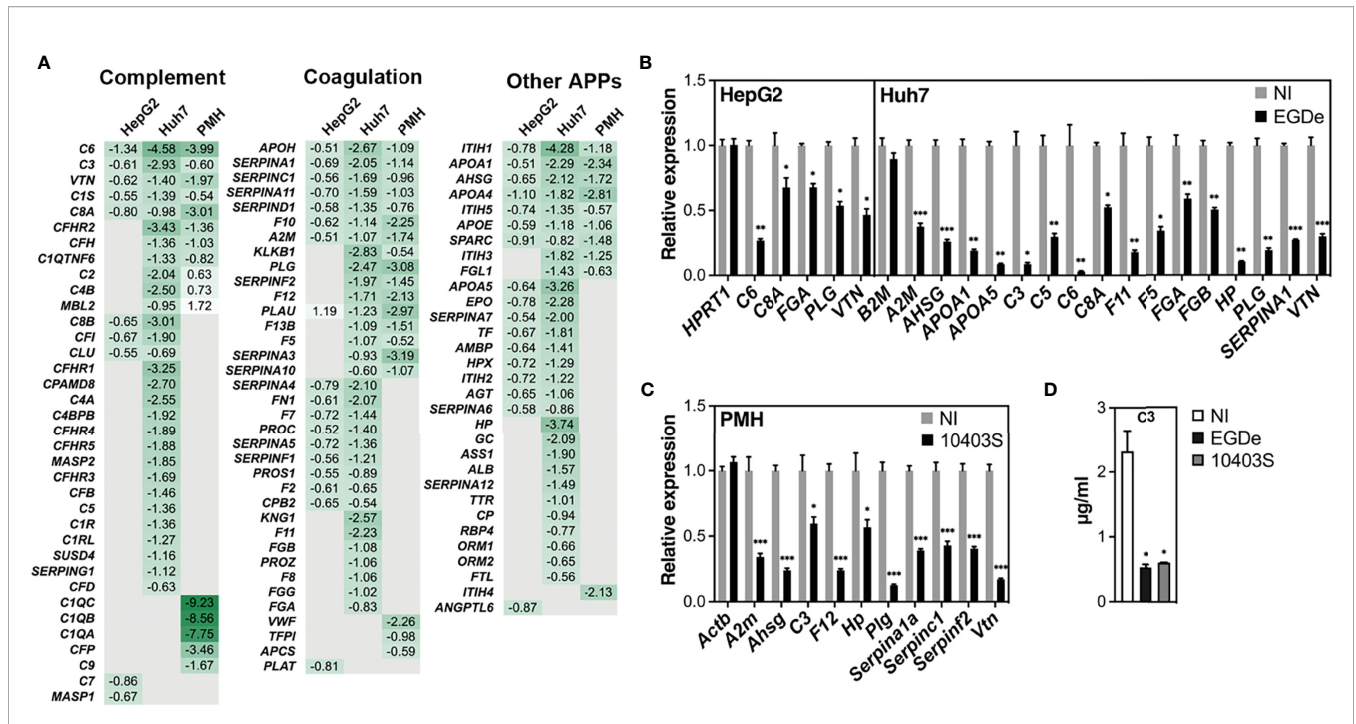 A
Complement
HepG2 Huh7 PMH
C6 -1.34 -4.58 -3.99
C3 -0.61 -2.93 -0.60
VTN -0.62 -1.40 -1.97
C1S -0.55 -1.39 -0.54
C8A -0.80 -0.98 -3.01
CFHR2 -3.43 -1.36
CFH -1.36 -1.03
C1QTNF6 -1.33 -0.82
C2 -2.04 0.63
C4B -2.50 0.73
MBL2 -0.95 1.72
C8B -0.65 -3.01
CFI -0.67 -1.90
CLU -0.55 -0.69
CFHR1 -3.25
CPAMD8 -2.70
C4A -2.55
C4BPB -1.92
CFHR4 -1.89
CFHR5 -1.88
MASP2 -1.85
CFHR3 -1.69
CFB -1.46
C5 -1.36
C1R -1.36
C1RL -1.27
SUSD4 -1.16
SERPING1 -1.12
CFD -0.63
C1QC -9.23
C1QB -8.56
C1QA -7.75
CFP -3.46
C9 -1.67
C7 -0.86
MASP1 -0.67
Coagulation
HepG2 Huh7 PMH
APOH -0.51 -2.67 -1.09
SERPINA1 -0.69 -2.05 -1.14
SERPINC1 -0.56 -1.69 -0.96
SERPINA11 -0.70 -1.59 -1.03
SERPIND1 -0.58 -1.35 -0.76
F10 -0.62 -1.14 -2.25
A2M -0.51 -1.07 -1.74
KLKB1 -2.83 -0.54
PLG -2.47 -3.08
SERPINF2 -1.97 -1.45
F12 -1.71 -2.13
PLAU 1.19 -1.23 -2.97
F13B -1.09 -1.51
F5 -1.07 -0.52
SERPINA3 -0.93 -3.19
SERPINA10 -0.60 -1.07
SERPINA4 -0.79 -2.10
FN1 -0.61 -2.07
F7 -0.72 -1.44
PROC -0.52 -1.40
SERPINA5 -0.72 -1.36
SERPINF1 -0.56 -1.21
PROS1 -0.55 -0.89
F2 -0.61 -0.65
CPB2 -0.65 -0.54
KNG1 -2.57
F11 -2.23
FGB -1.08
PROZ -1.06
F8 -1.06
FGG -1.02
FGA -0.83
VWF -2.26
TFPI -0.98
APCS -0.59
PLAT -0.81
Other APPs
HepG2 Huh7 PMH
ITIH1 -0.78 -4.28 -1.18
APOA1 -0.51 -2.29 -2.34
AHSG -0.65 -2.12 -1.72
APOA4 -1.10 -1.82 -2.81
ITIH5 -0.74 -1.35 -0.57
APOE -0.59 -1.18 -1.06
SPARC -0.91 -0.82 -1.48
ITIH3 -1.82 -1.25
FGL1 -1.43 -0.63
APOA5 -0.64 -3.26
EPO -0.78 -2.28
SERPINA7 -0.54 -2.00
TF -0.67 -1.81
AMBP -0.64 -1.41
HPX -0.72 -1.29
ITIH2 -0.72 -1.22
AGT -0.65 -1.06
SERPINA6 -0.58 -0.86
HP -3.74
GC -2.09
ASS1 -1.90
ALB -1.57
SERPINA12 -1.49
TTR -1.01
CP -0.94
RBP4 -0.77
ORM1 -0.66
ORM2 -0.65
FTL -0.56
ITIH4 -2.13
ANGPTL6 -0.87
B
Relative expression
1.5
1.0
0.5
0.0
HepG2
Huh7
NI
EGDe
** * * * * *** *** ** ** * ** ** * ** * ** ** ** ** *** ***
HPRT1 C6 C8A FGA PLG VTN B2M A2M AHSG APOA1 APOA5 C3 C5 C6 C8A F11 F5 FGA FGB HP PLG SERPINA1 VTN
C
Relative expression
1.5
1.0
0.5
0.0
PMH
NI
10403S
*** *** * *** * *** *** *** *** ***
Actb A2m Ahsg C3 F12 Hp Plg Serpina1a Serpinc1 Serpinf2 Vtn
D
µg/ml
3
2
1
0
C3
* *
NI
EGDe
10403S